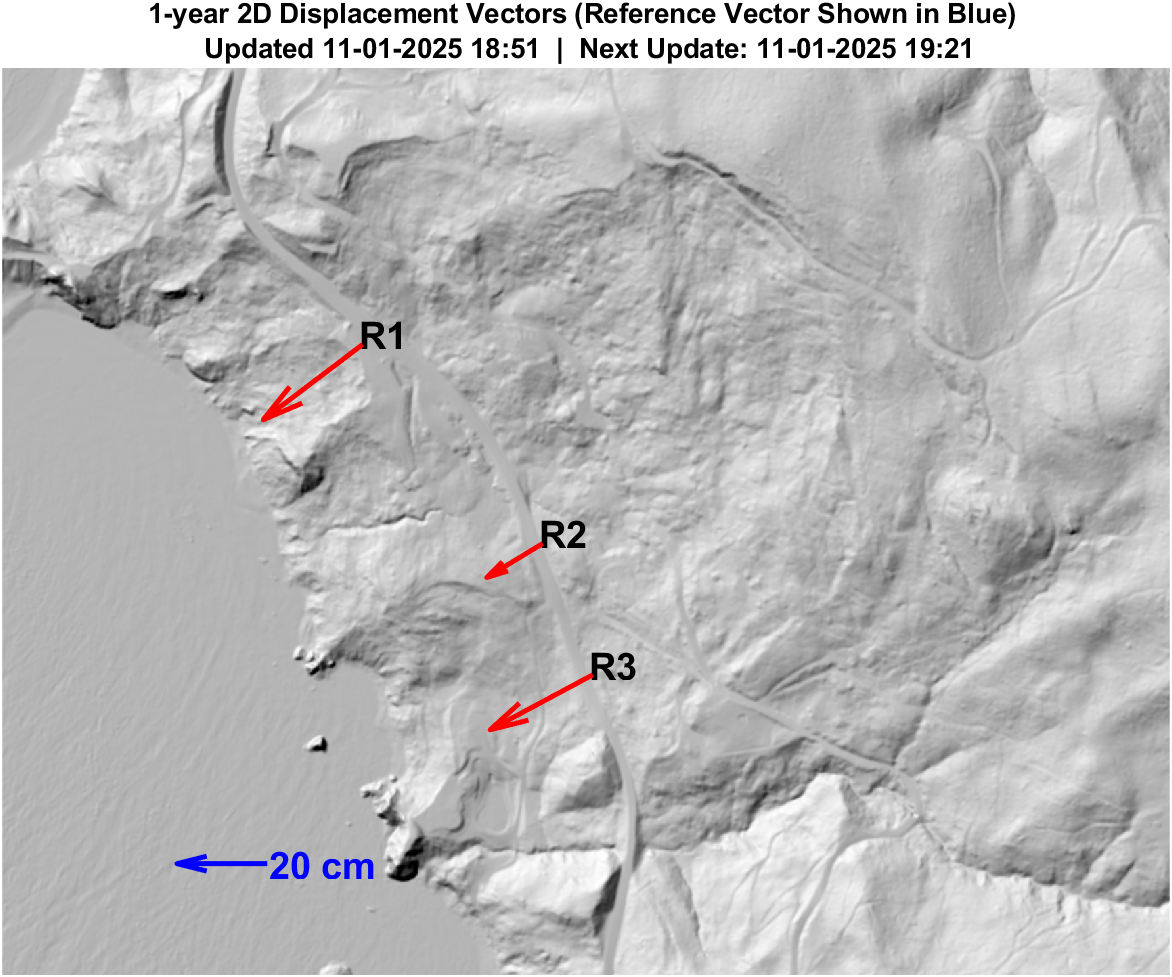 1-year 2D Displacement Vectors (Reference Vector Shown in Blue)
Updated 11-01-2025 18:51 | Next Update: 11-01-2025 19:21
R1
R2
R3
20 cm